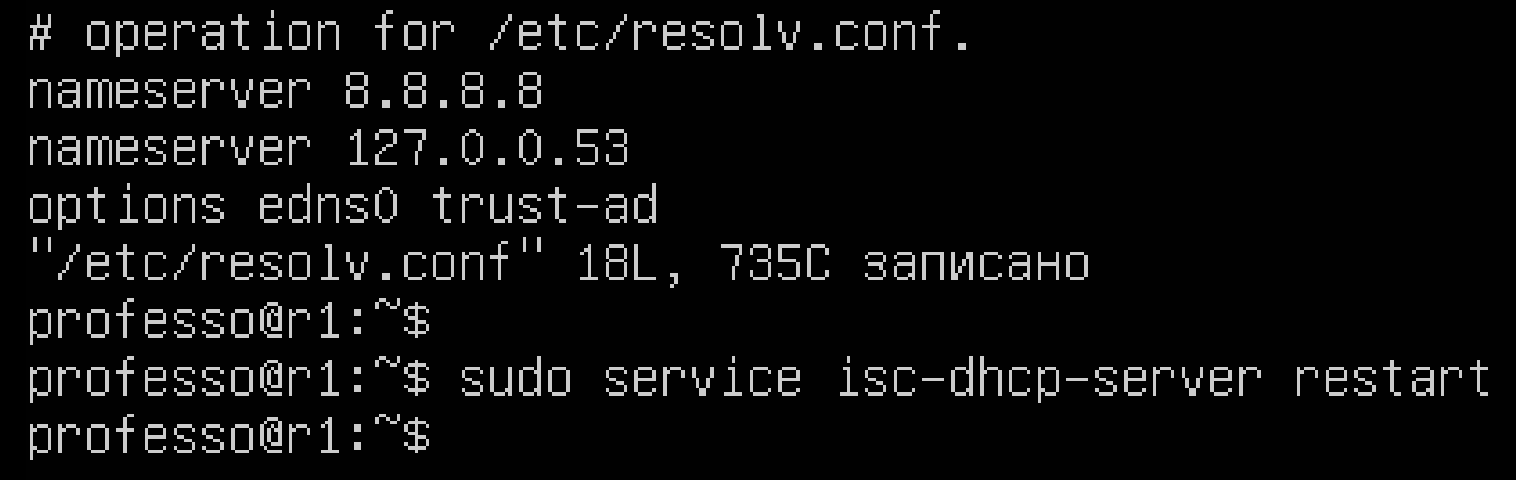 # operation for /etc/resolv.conf.
nameserver 8.8.8.8
nameserver 127.0.0.53
options edns0 trust-ad
"/etc/resolv.conf" 18L, 735C записано
professo@r1:~$
professo@r1:~$ sudo service isc-dhcp-server restart
professo@r1:~$